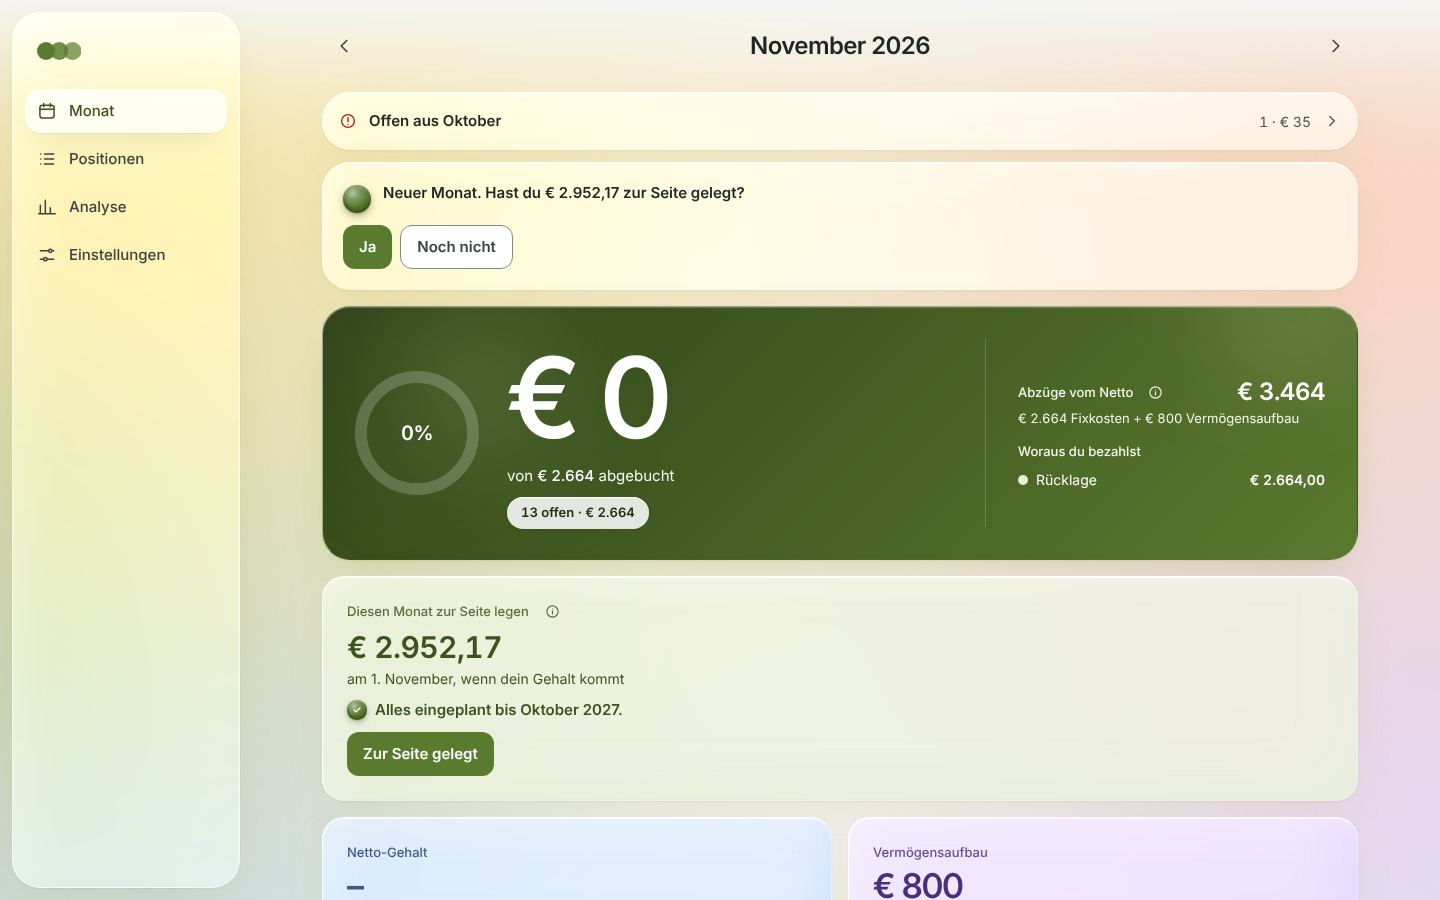 Monat
Positionen
Analyse
Einstellungen
November 2026
Offen aus Oktober
1 · € 35
Neuer Monat. Hast du € 2.952,17 zur Seite gelegt?
Ja
Noch nicht
0%
€ 0
von € 2.664 abgebucht
13 offen · € 2.664
Abzüge vom Netto
€ 3.464
€ 2.664 Fixkosten + € 800 Vermögensaufbau
Woraus du bezahlst
Rücklage
€ 2.664,00
Diesen Monat zur Seite legen
€ 2.952,17
am 1. November, wenn dein Gehalt kommt
Alles eingeplant bis Oktober 2027.
Zur Seite gelegt
Netto-Gehalt
–
Vermögensaufbau
€ 800